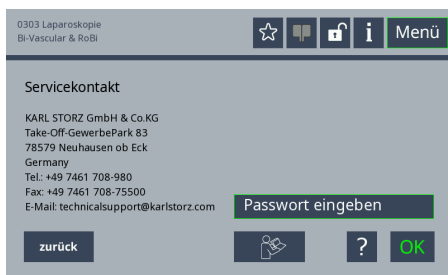 0303 Laparoskopie
Bi-Vascular & RoBi
i
Menü
Servicekontakt
KARL STORZ GmbH & Co.KG
Take-Off-GewerbePark 83
78579 Neuhausen ob Eck
Germany
Tel.: +49 7461 708-980
Fax: +49 7461 708-75500
E-Mail: technicalsupport@karlstorz.com
Passwort eingeben
zurück
?
OK